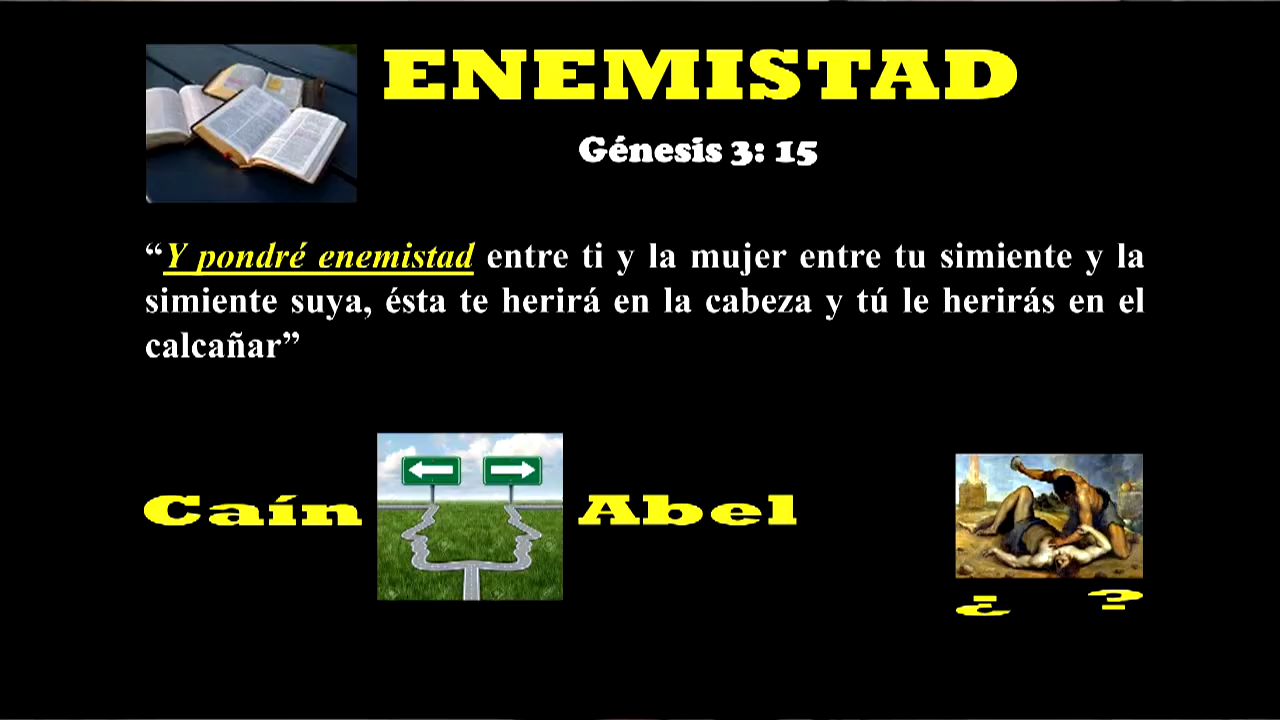 ENEMISTAD
Génesis 3: 15
“Y pondré enemistad entre ti y la mujer entre tu simiente y la
simiente suya, ésta te herirá en la cabeza y tú le herirás en el
calcañar”
Caín Abel
¿ ?